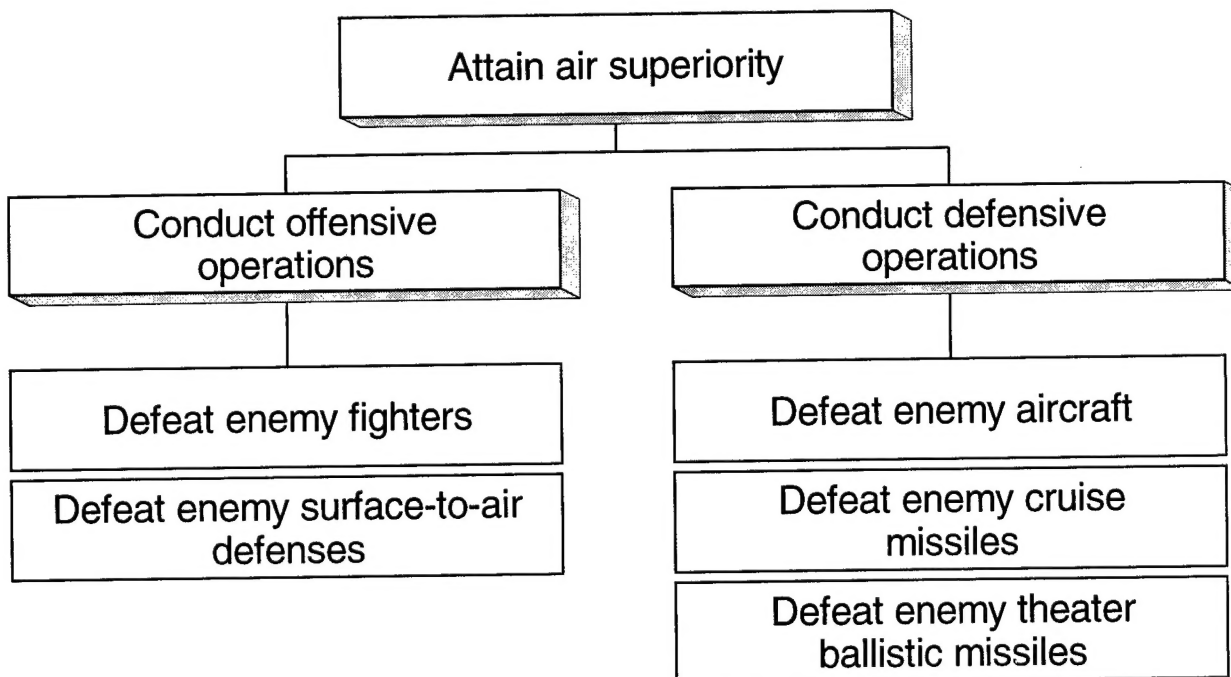 Attain air superiority
Conduct offensive
operations
Conduct defensive
operations
Defeat enemy fighters
Defeat enemy surface-to-air
defenses
Defeat enemy aircraft
Defeat enemy cruise
missiles
Defeat enemy theater
ballistic missiles